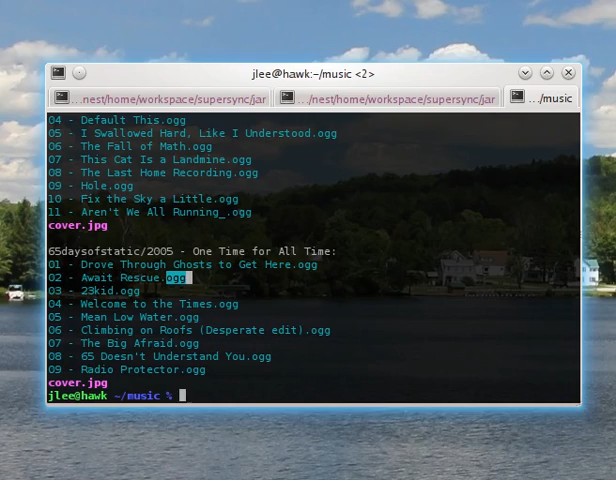 jlee@hawk:~/music <2>
...nest/home/workspace/supersync/jar
.../nest/home/workspace/supersync/jar
.../music
04 - Default This.ogg
05 - I Swallowed Hard, Like I Understood.ogg
06 - The Fall of Math.ogg
07 - This Cat Is a Landmine.ogg
08 - The Last Home Recording.ogg
09 - Hole.ogg
10 - Fix the Sky a Little.ogg
11 - Aren't We All Running_.ogg
cover.jpg
65daysofstatic/2005 - One Time for All Time:
01 - Drove Through Ghosts to Get Here.ogg
02 - Await Rescue.ogg
03 - 23kid.ogg
04 - Welcome to the Times.ogg
05 - Mean Low Water.ogg
06 - Climbing on Roofs (Desperate edit).ogg
07 - The Big Afraid.ogg
08 - 65 Doesn't Understand You.ogg
09 - Radio Protector.ogg
cover.jpg
jlee@hawk ~/music %